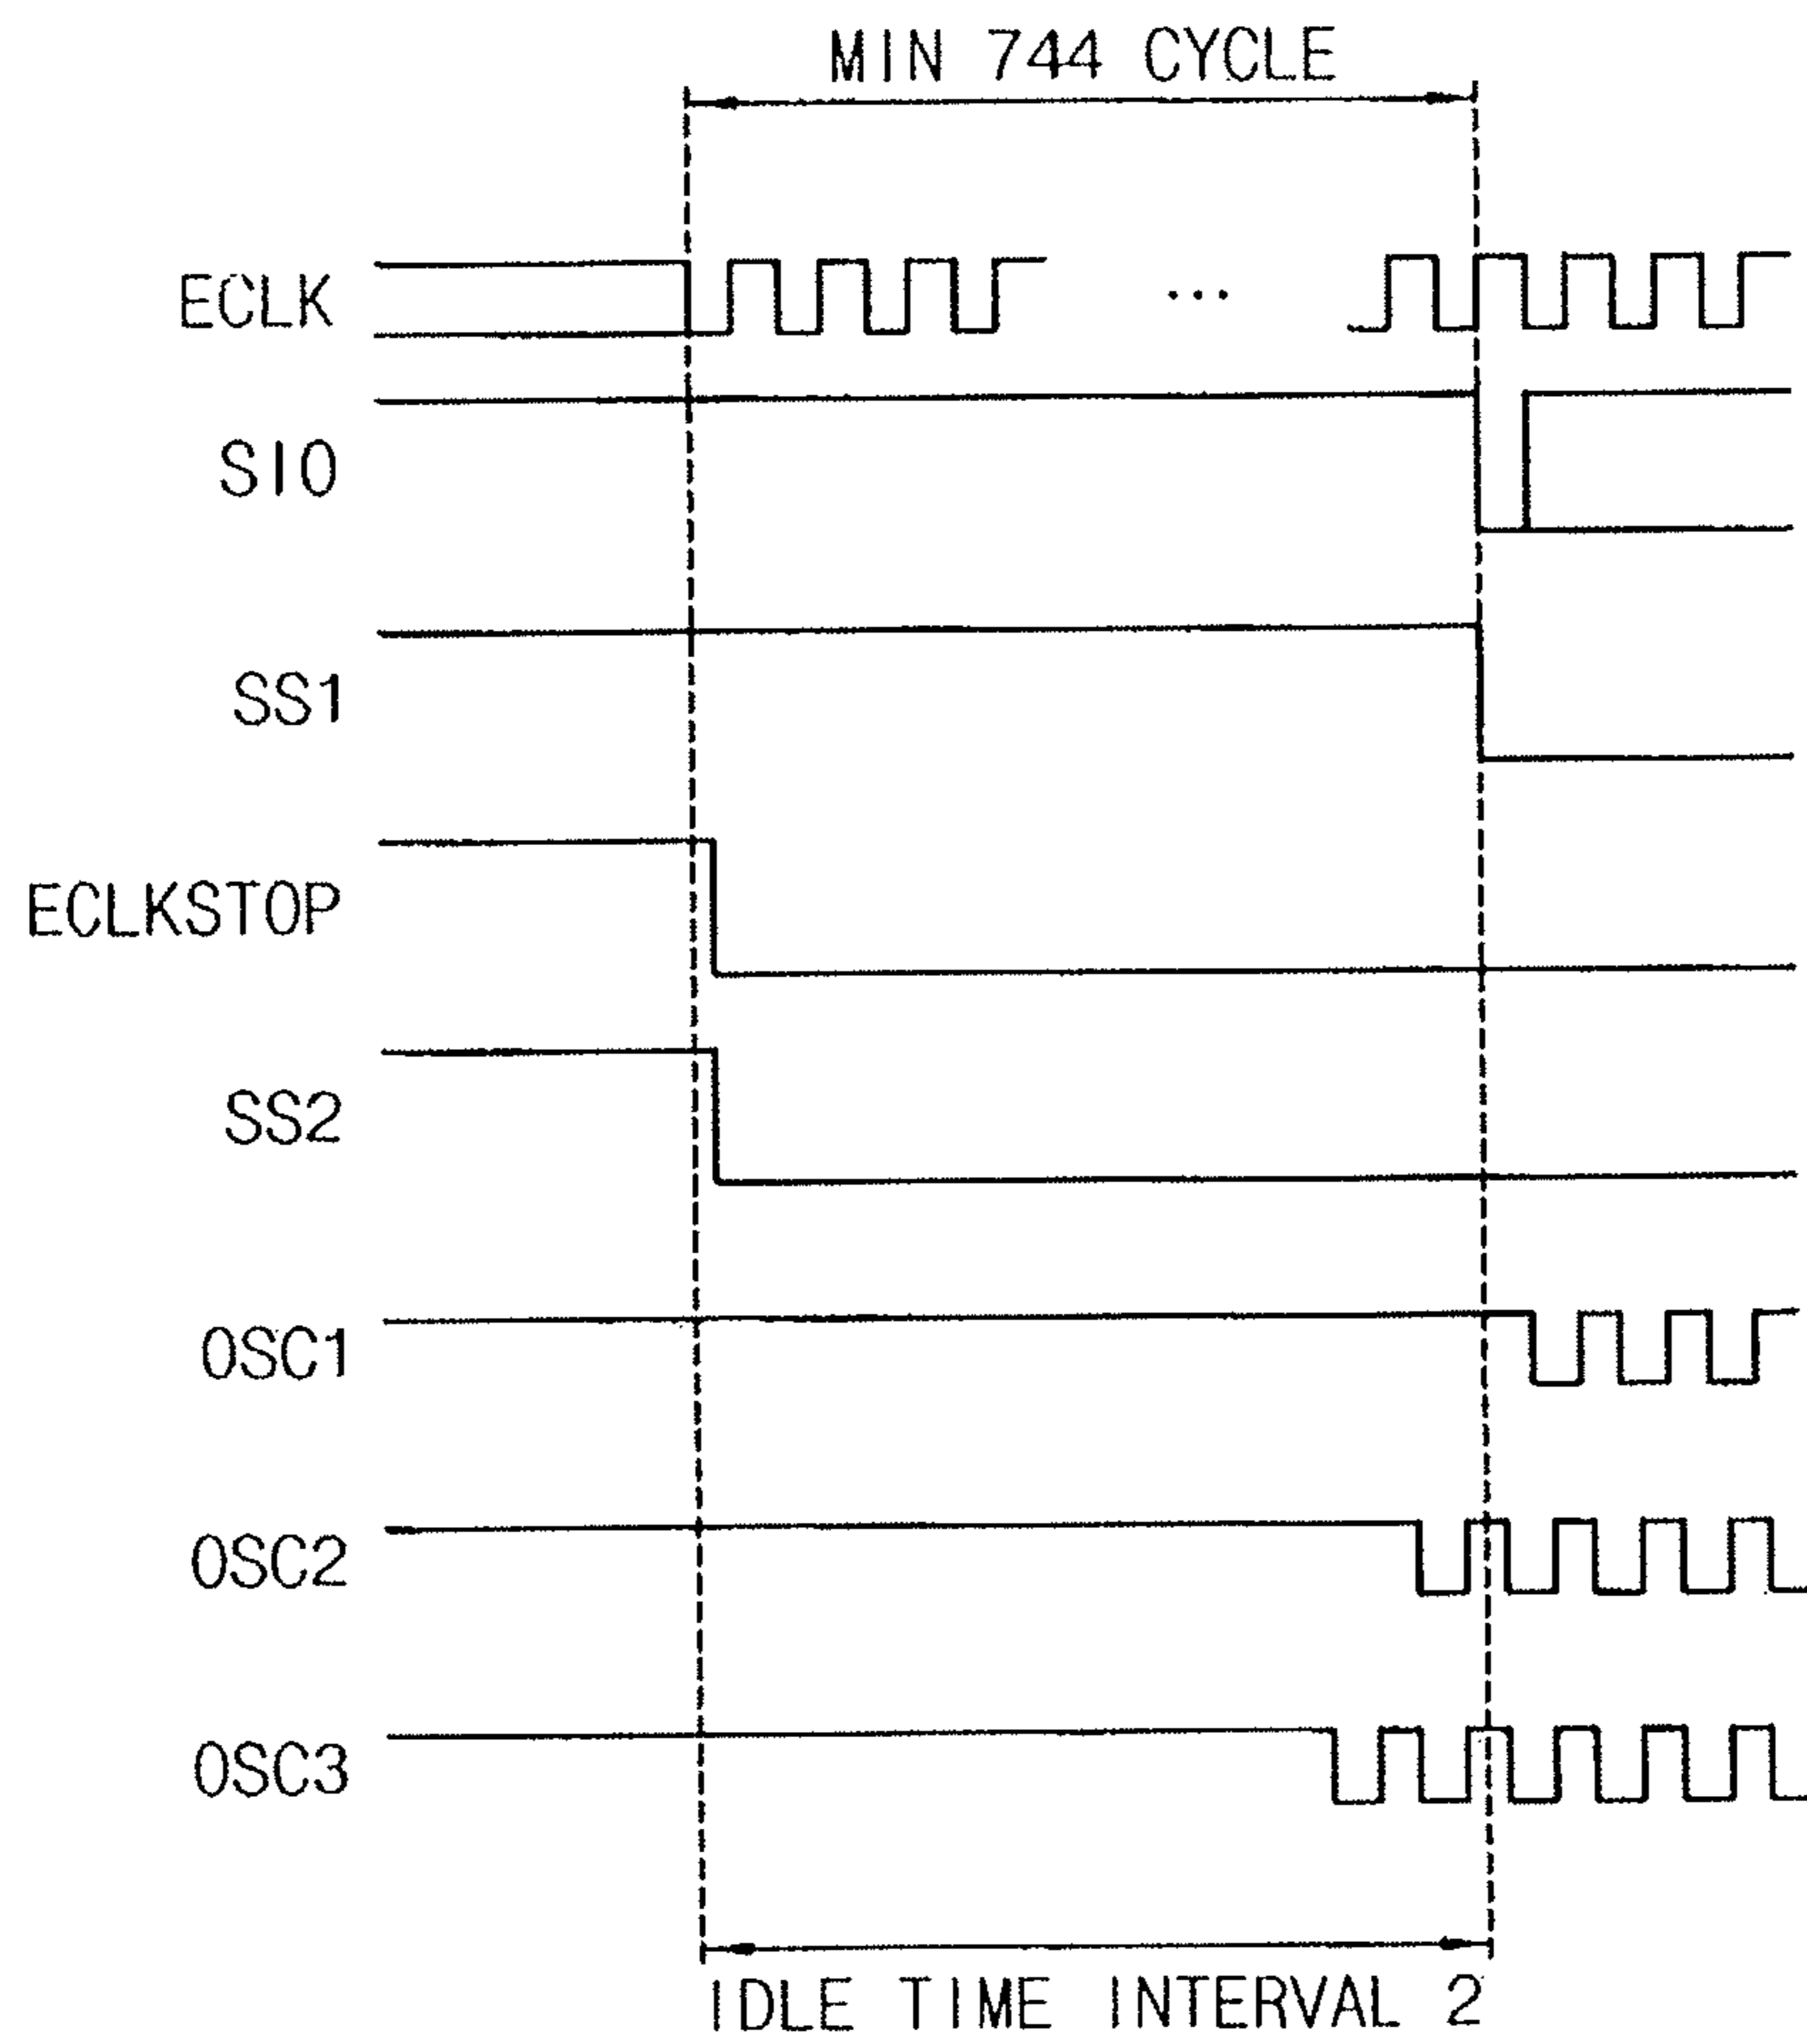 MIN 744 CYCLE
ECLK
...
SIO
SS1
ECLKSTOP
SS2
OSC1
OSC2
OSC3
IDLE TIME INTERVAL 2